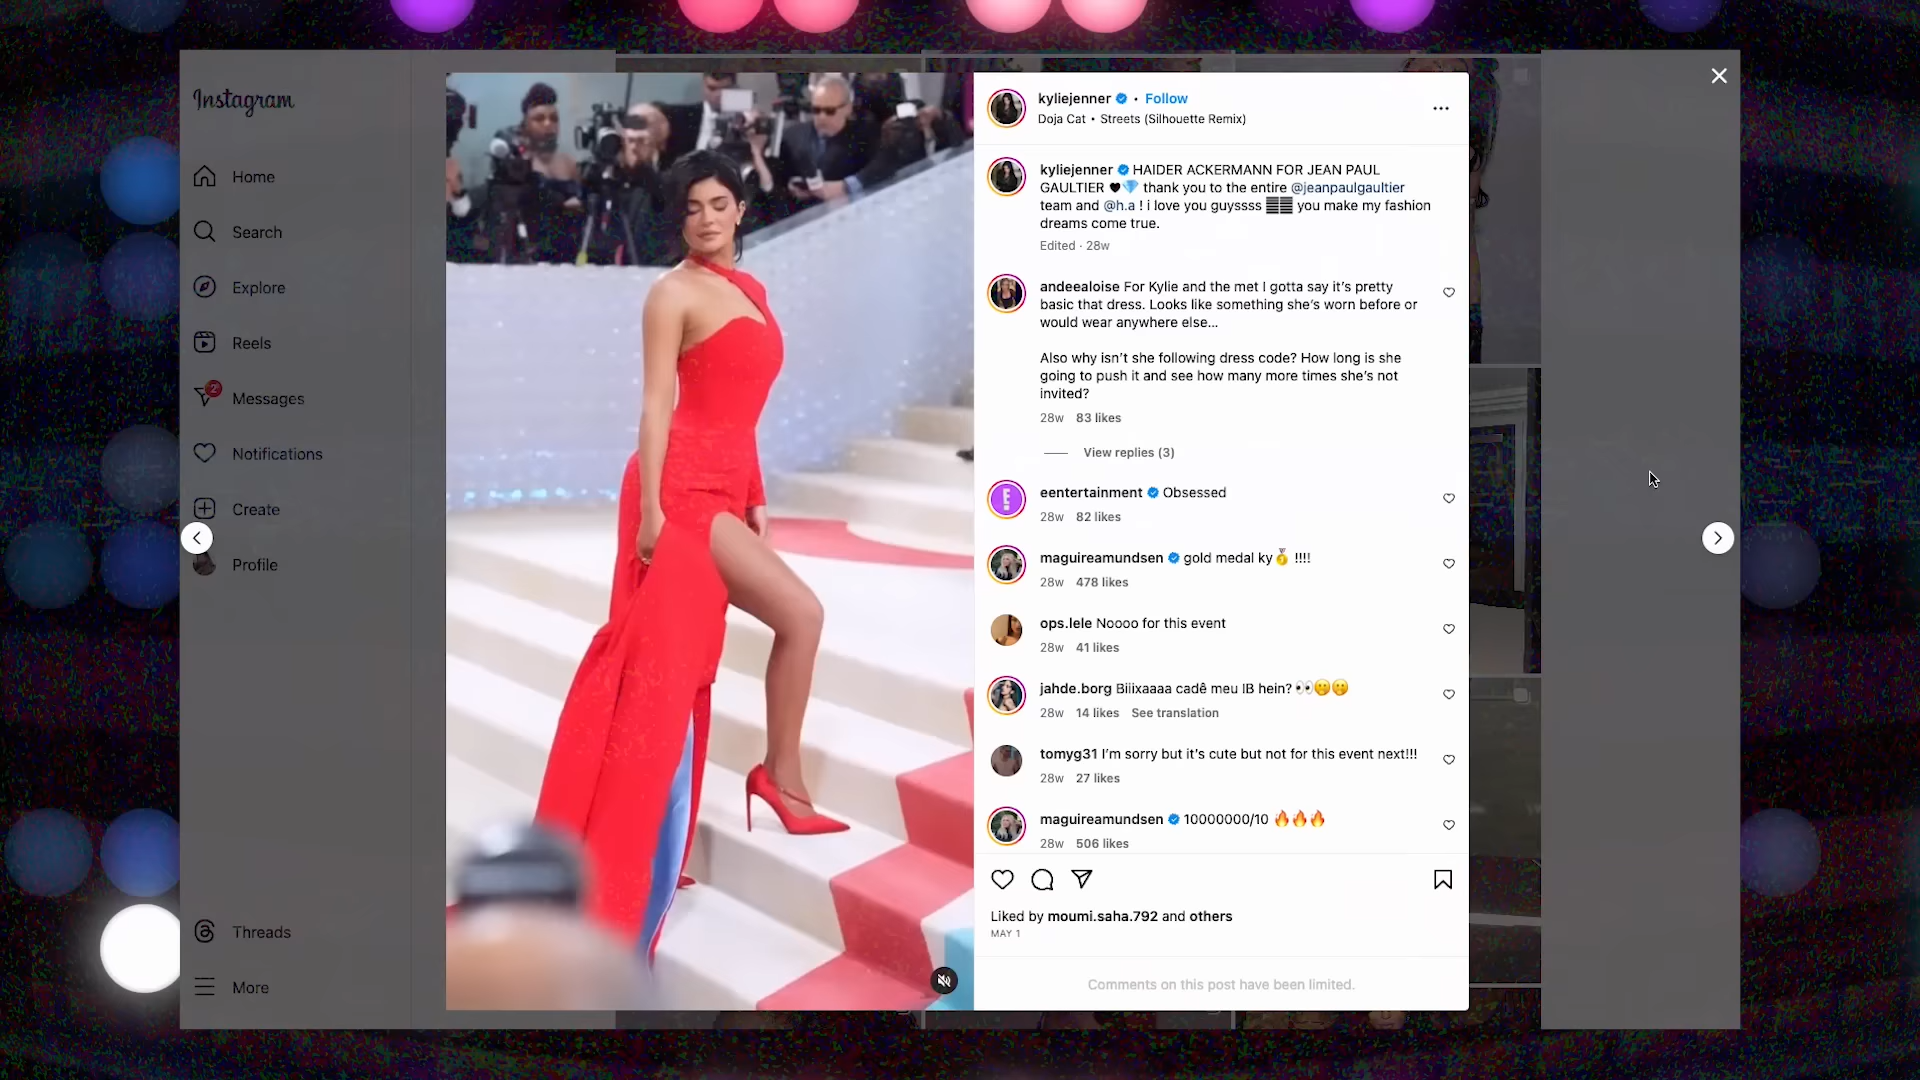 Instagram
Home
Search
Explore
Reels
2
Messages
Notifications
Create
Profile
Threads
More
kyliejenner • Follow
Doja Cat • Streets (Silhouette Remix)
kyliejenner HAIDER ACKERMANN FOR JEAN PAUL
GAULTIER 🖤💎 thank you to the entire @jeanpaulgaultier
team and @h.a ! i love you guyssss you make my fashion
dreams come true.
Edited · 28w
andeealoise For Kylie and the met I gotta say it’s pretty
basic that dress. Looks like something she’s worn before or
would wear anywhere else...
Also why isn’t she following dress code? How long is she
going to push it and see how many more times she’s not
invited?
28w 83 likes
View replies (3)
eentertainment Obsessed
28w 82 likes
maguireamundsen gold medal ky🥇 !!!!
28w 478 likes
ops.lele Noooo for this event
28w 41 likes
jahde.borg Biiixaaaa cadê meu IB hein? 👀🤭🤭
28w 14 likes See translation
tomyg31 I’m sorry but it’s cute but not for this event next!!!
28w 27 likes
maguireamundsen 10000000/10 🔥🔥🔥
28w 506 likes
Liked by moumi.saha.792 and others
MAY 1
Comments on this post have been limited.